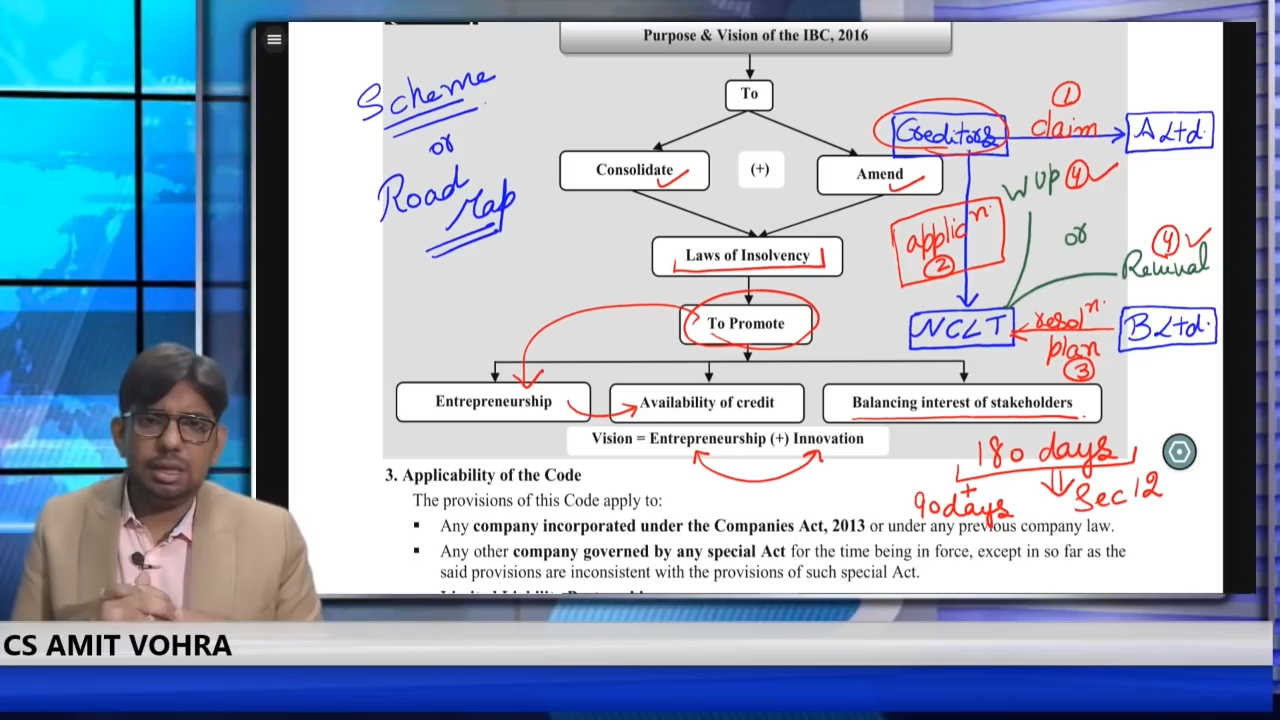 Purpose & Vision of the IBC, 2016
Scheme
or
Road
Map
To
Consolidate
(+)
Amend
Laws of Insolvency
To Promote
Entrepreneurship
Availability of credit
Balancing interest of stakeholders
Vision = Entrepreneurship (+) Innovation
1
Creditors
claim
A Ltd.
W UP 4
or
4
Revival
applicn.
2
NCLT
resoln.
plan
3
B Ltd.
180 days
+
90 days
Sec 12
3. Applicability of the Code
The provisions of this Code apply to:
▪ Any company incorporated under the Companies Act, 2013 or under any previous company law.
▪ Any other company governed by any special Act for the time being in force, except in so far as the
said provisions are inconsistent with the provisions of such special Act.
CS AMIT VOHRA